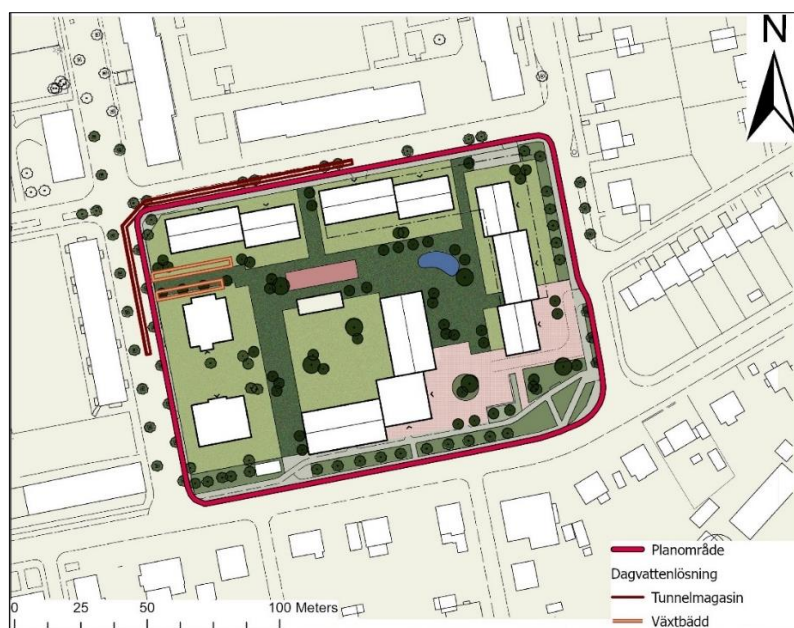 N
Planområde
Dagvattenlösning
Tunnelmagasin
Växtbädd
0 25 50 100 Meters